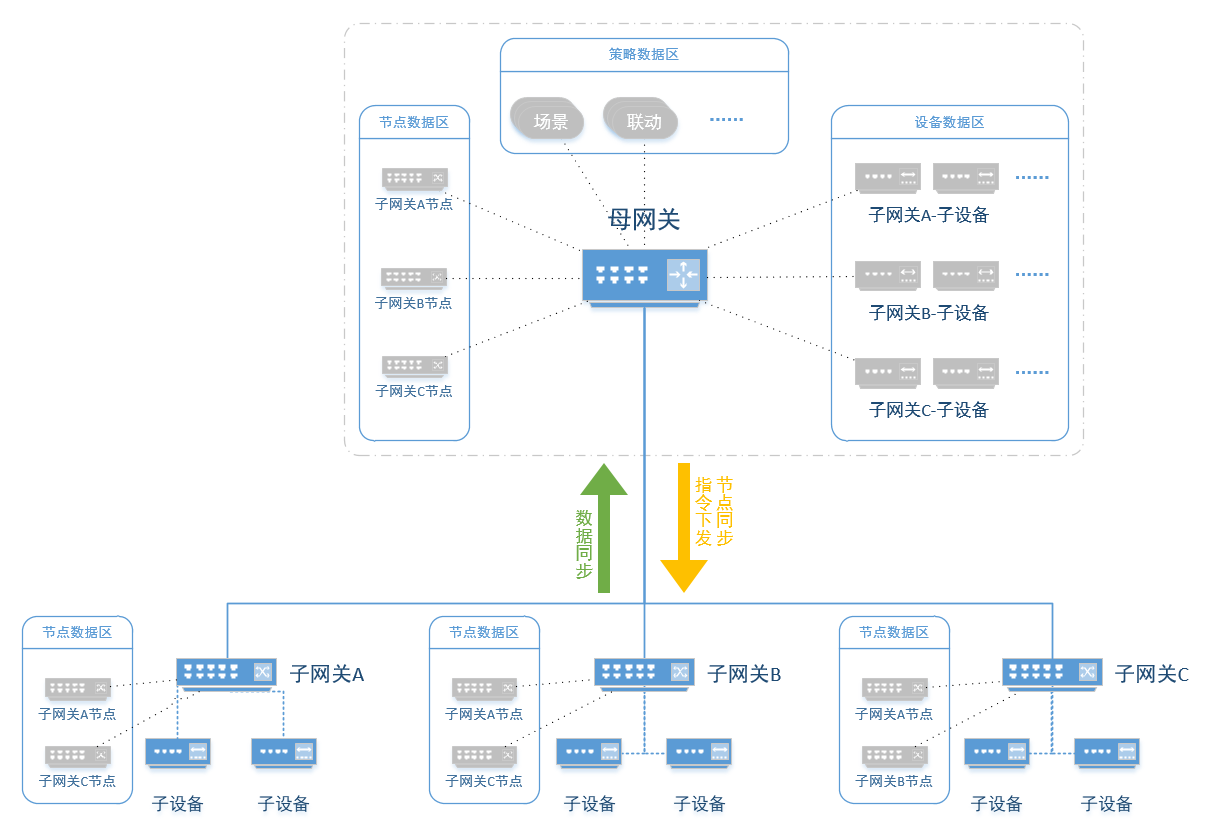 策略数据区
场景
联动
……
节点数据区
子网关A节点
子网关B节点
子网关C节点
母网关
设备数据区
……
子网关A-子设备
……
子网关B-子设备
……
子网关C-子设备
数据同步
节点同步
指令下发
节点数据区
子网关A节点
子网关C节点
子网关A
子设备
子设备
节点数据区
子网关A节点
子网关C节点
子网关B
子设备
子设备
节点数据区
子网关A节点
子网关B节点
子网关C
子设备
子设备